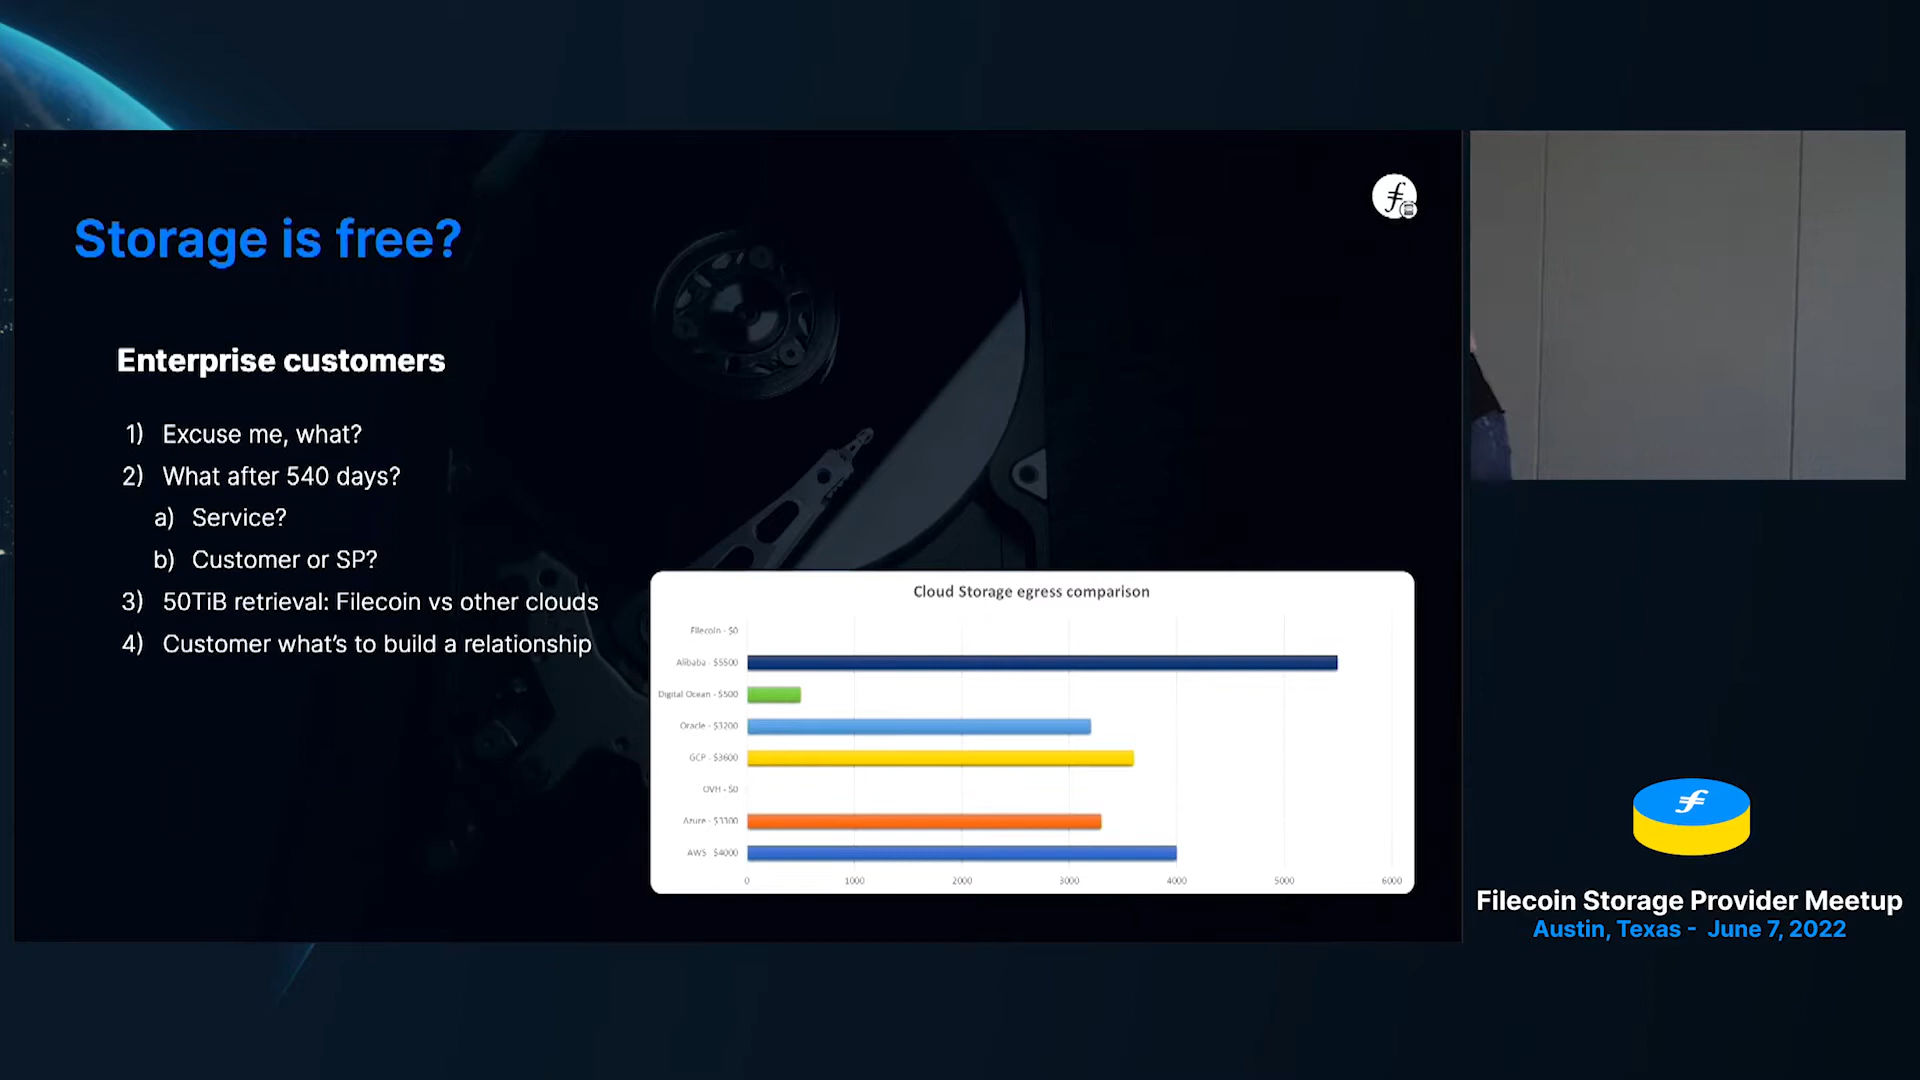 Storage is free?
Enterprise customers
1) Excuse me, what?
2) What after 540 days?
a) Service?
b) Customer or SP?
3) 50TiB retrieval: Filecoin vs other clouds
4) Customer what's to build a relationship
Cloud Storage egress comparison
Filecoin - $0
Alibaba - $5500
Digital Ocean - $500
Oracle - $3200
GCP - $3600
OVH - $0
Azure - $3300
AWS - $4000
0 1000 2000 3000 4000 5000 6000
Filecoin Storage Provider Meetup
Austin, Texas - June 7, 2022